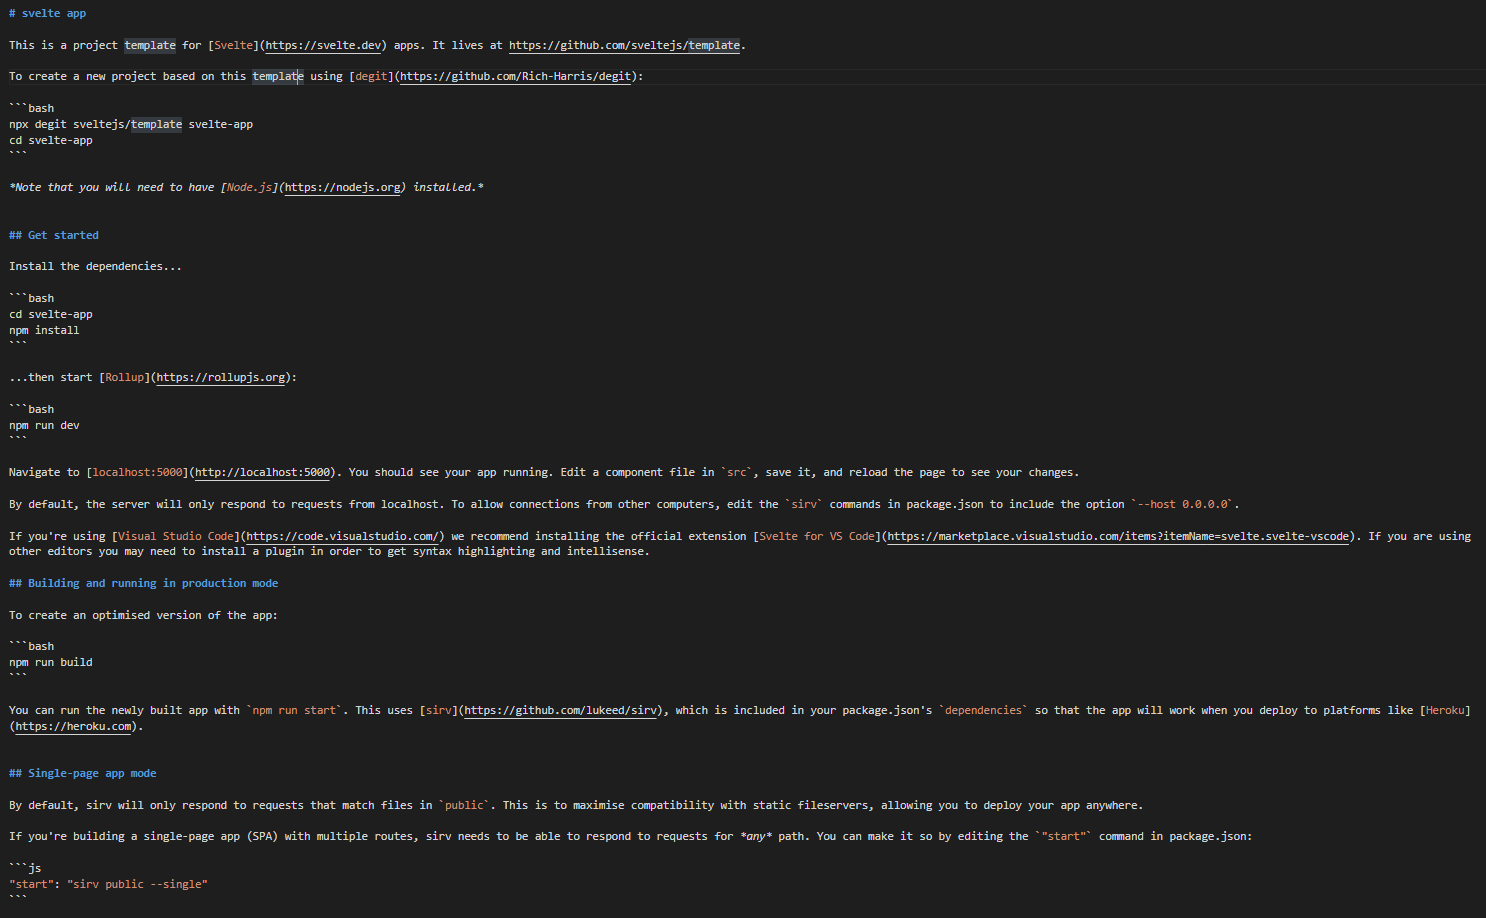 # svelte app
This is a project template for [Svelte](https://svelte.dev) apps. It lives at https://github.com/sveltejs/template.
To create a new project based on this template using [degit](https://github.com/Rich-Harris/degit):
```bash
npx degit sveltejs/template svelte-app
cd svelte-app
```
*Note that you will need to have [Node.js](https://nodejs.org) installed.*
## Get started
Install the dependencies...
```bash
cd svelte-app
npm install
```
...then start [Rollup](https://rollupjs.org):
```bash
npm run dev
```
Navigate to [localhost:5000](http://localhost:5000). You should see your app running. Edit a component file in `src`, save it, and reload the page to see your changes.
By default, the server will only respond to requests from localhost. To allow connections from other computers, edit the `sirv` commands in package.json to include the option `--host 0.0.0.0`.
If you're using [Visual Studio Code](https://code.visualstudio.com/) we recommend installing the official extension [Svelte for VS Code](https://marketplace.visualstudio.com/items?itemName=svelte.svelte-vscode). If you are using
other editors you may need to install a plugin in order to get syntax highlighting and intellisense.
## Building and running in production mode
To create an optimised version of the app:
```bash
npm run build
```
You can run the newly built app with `npm run start`. This uses [sirv](https://github.com/lukeed/sirv), which is included in your package.json's `dependencies` so that the app will work when you deploy to platforms like [Heroku]
(https://heroku.com).
## Single-page app mode
By default, sirv will only respond to requests that match files in `public`. This is to maximise compatibility with static fileservers, allowing you to deploy your app anywhere.
If you're building a single-page app (SPA) with multiple routes, sirv needs to be able to respond to requests for *any* path. You can make it so by editing the `"start"` command in package.json:
```js
"start": "sirv public --single"
```